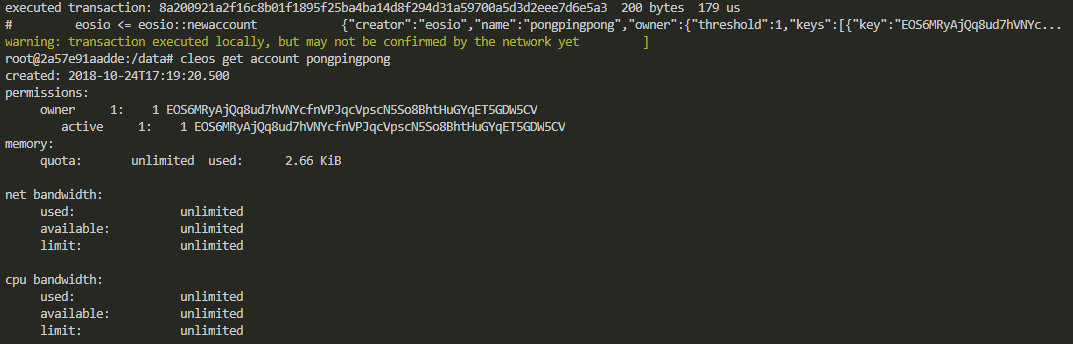 executed transaction: 8a200921a2f16c8b01f1895f25ba4ba14d8f294d31a59700a5d3d2eee7d6e5a3  200 bytes  179 us
#         eosio <= eosio::newaccount            {"creator":"eosio","name":"pongpingpong","owner":{"threshold":1,"keys":[{"key":"EOS6MRyAjQq8ud7hVNYc...
warning: transaction executed locally, but may not be confirmed by the network yet         ]
root@2a57e91aadde:/data# cleos get account pongpingpong
created: 2018-10-24T17:19:20.500
permissions:
     owner     1:    1 EOS6MRyAjQq8ud7hVNYcfnVPJqcVpscN5So8BhtHuGYqET5GDW5CV
        active     1:    1 EOS6MRyAjQq8ud7hVNYcfnVPJqcVpscN5So8BhtHuGYqET5GDW5CV
memory:
     quota:       unlimited  used:      2.66 KiB

net bandwidth:
     used:               unlimited
     available:          unlimited
     limit:              unlimited

cpu bandwidth:
     used:               unlimited
     available:          unlimited
     limit:              unlimited